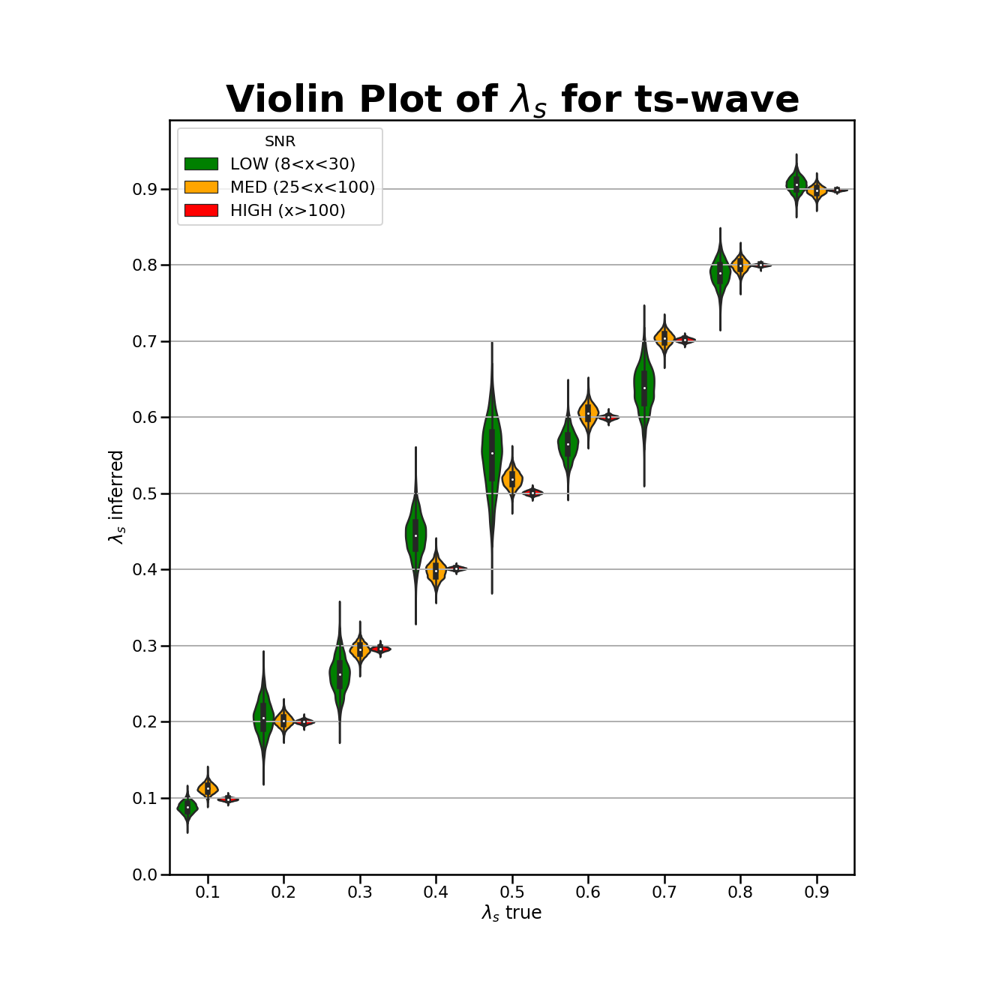 Violin Plot of λs for ts-wave
SNR
LOW (8<x<30)
MED (25<x<100)
HIGH (x>100)
0.9
0.8
0.7
0.6
0.5
0.4
0.3
0.2
0.1
0.0
λs inferred
0.1 0.2 0.3 0.4 0.5 0.6 0.7 0.8 0.9
λs true